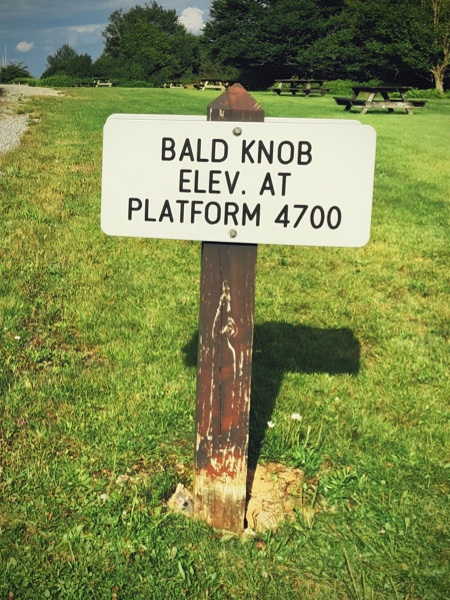 BALD KNOB
ELEV. AT
PLATFORM 4700